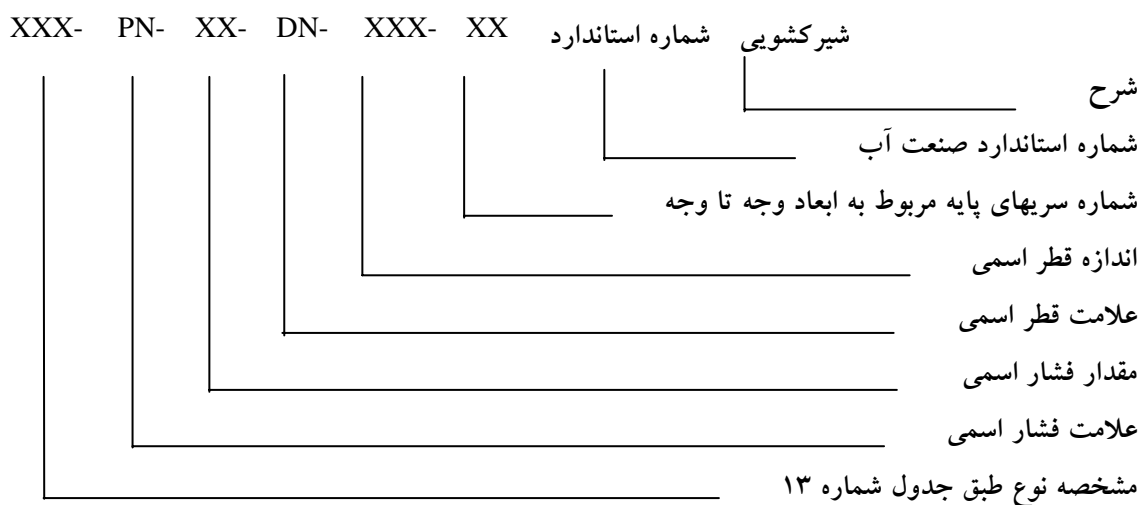 XXX- PN- XX- DN- XXX- XX شماره استاندارد شیرکشویی
شرح
شماره استاندارد صنعت آب
شماره سریهای پایه مربوط به ابعاد وجه تا وجه
اندازه قطر اسمی
علامت قطر اسمی
مقدار فشار اسمی
علامت فشار اسمی
مشخصه نوع طبق جدول شماره ۱۳